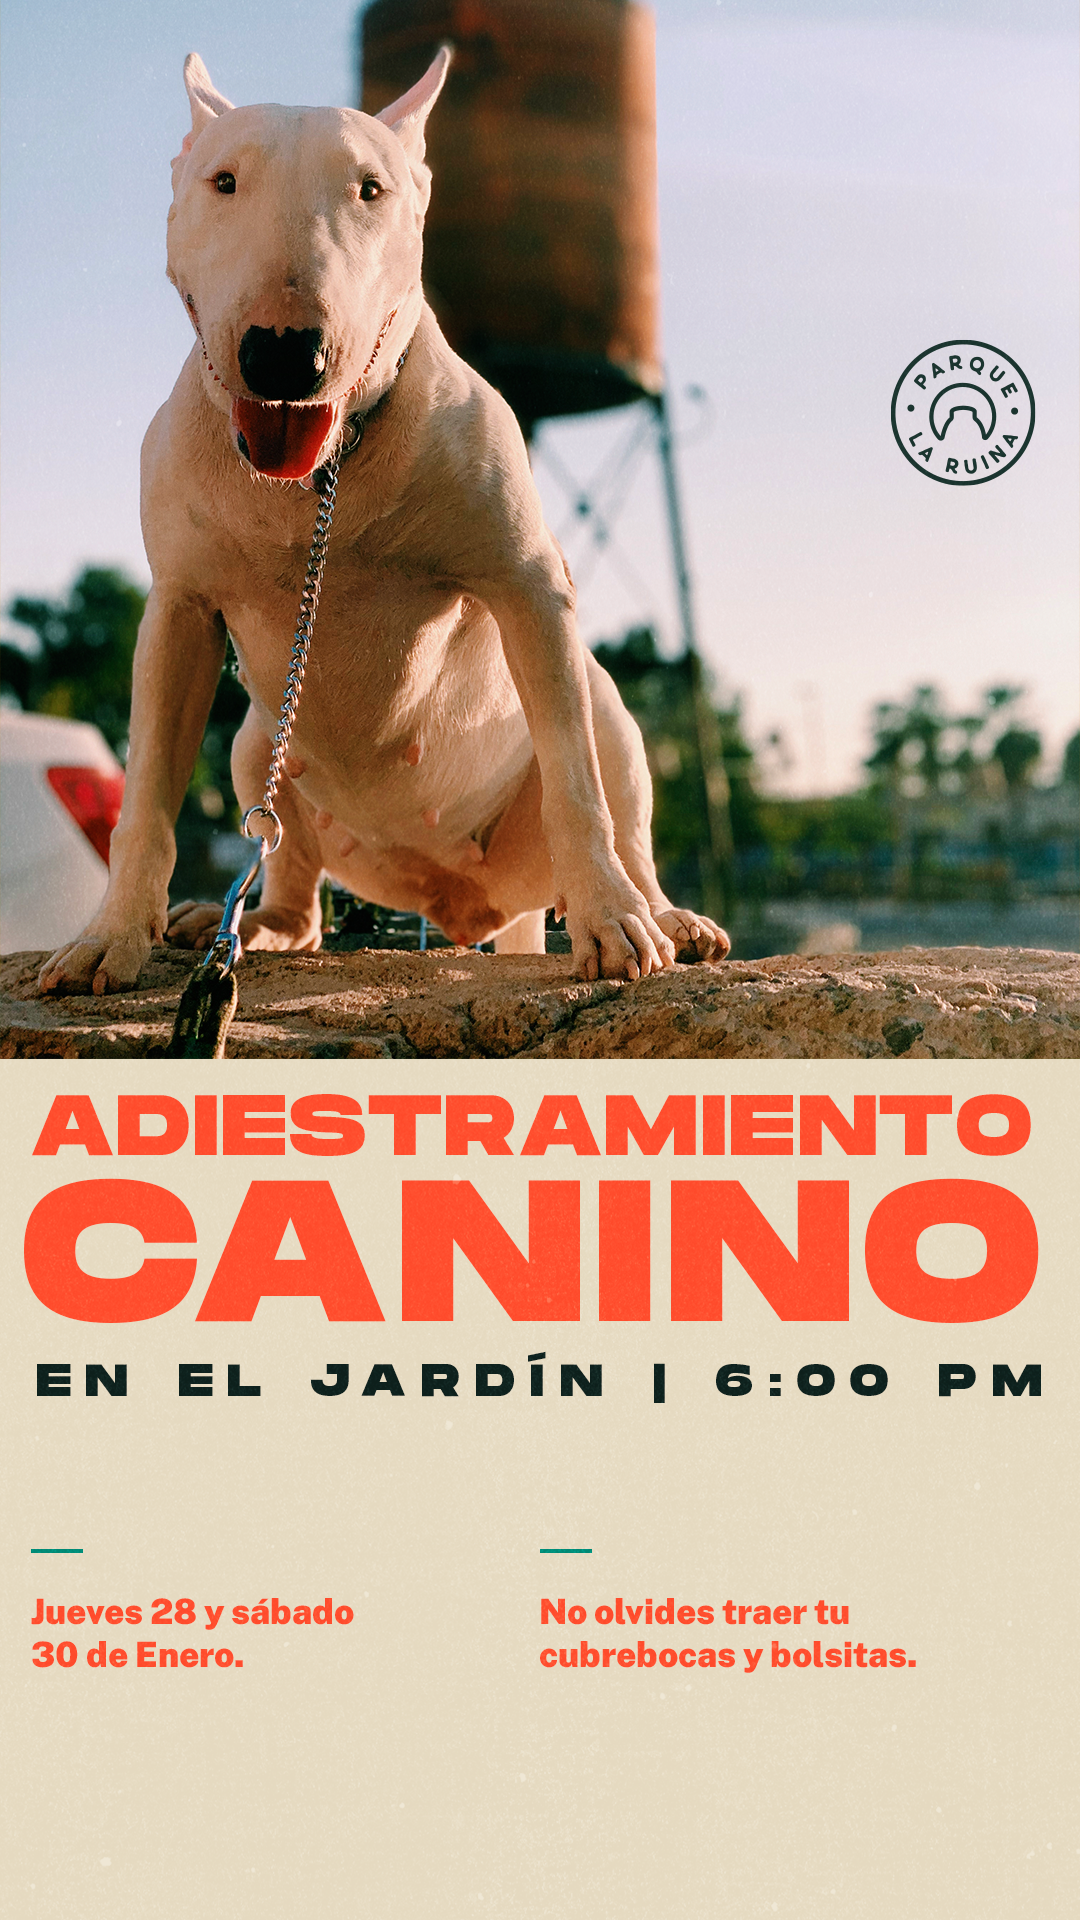 PARQUE
LA RUINA
ADIESTRAMIENTO
CANINO
EN EL JARDÍN | 6:00 PM
Jueves 28 y sábado
30 de Enero.
No olvides traer tu
cubrebocas y bolsitas.